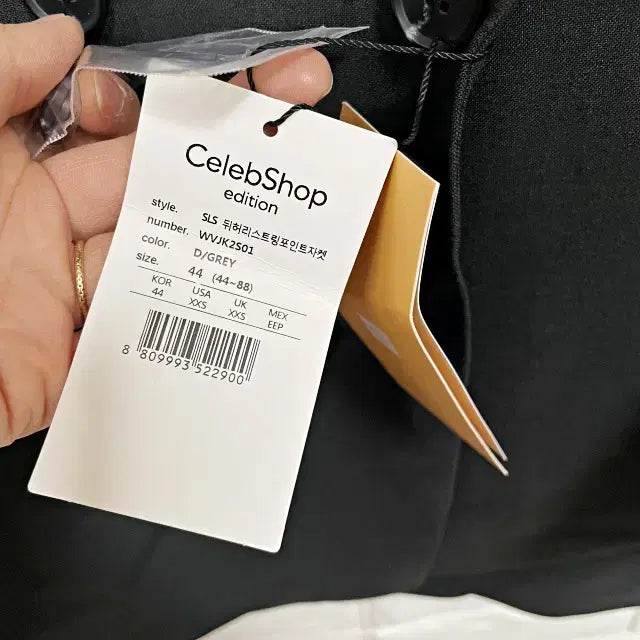 CelebShop
edition
style. SLS 뒤허리스트링포인트자켓
number. WVJK2S01
color. D/GREY
size. 44 (44~88)
KOR USA UK MEX
44 XXS XXS EEP
8 809993 522900